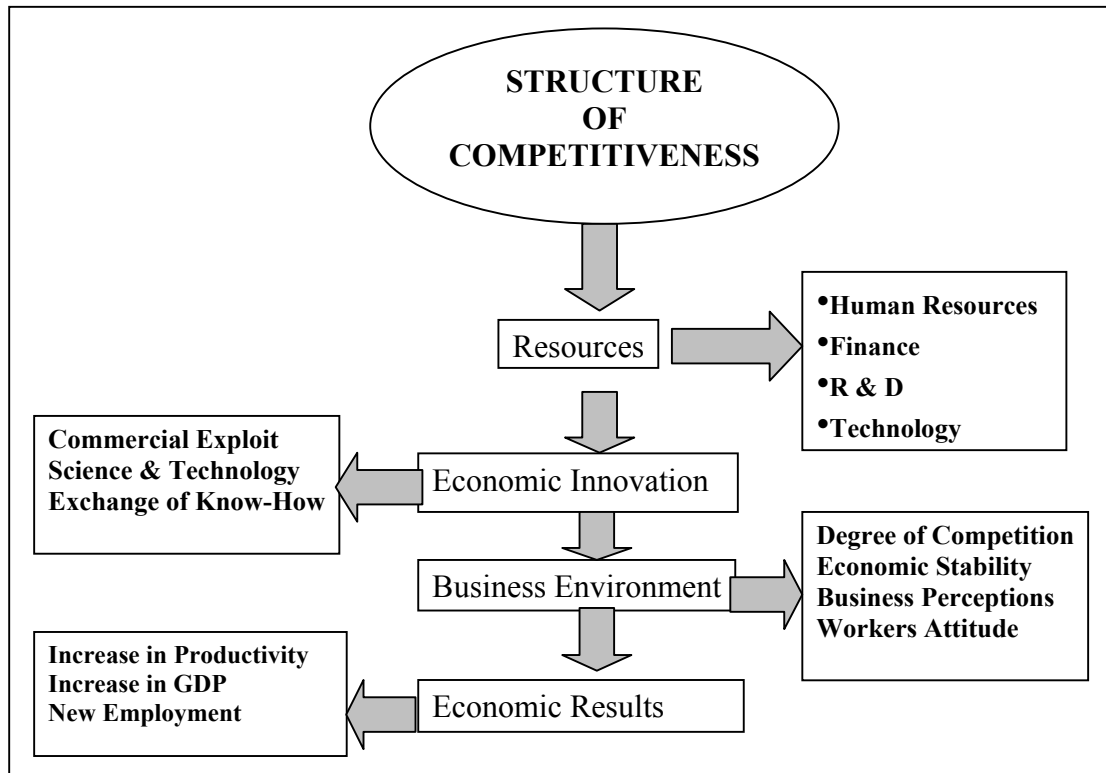 STRUCTURE
OF
COMPETITIVENESS
Resources
•Human Resources
•Finance
•R & D
•Technology
Economic Innovation
Commercial Exploit
Science & Technology
Exchange of Know-How
Business Environment
Degree of Competition
Economic Stability
Business Perceptions
Workers Attitude
Economic Results
Increase in Productivity
Increase in GDP
New Employment